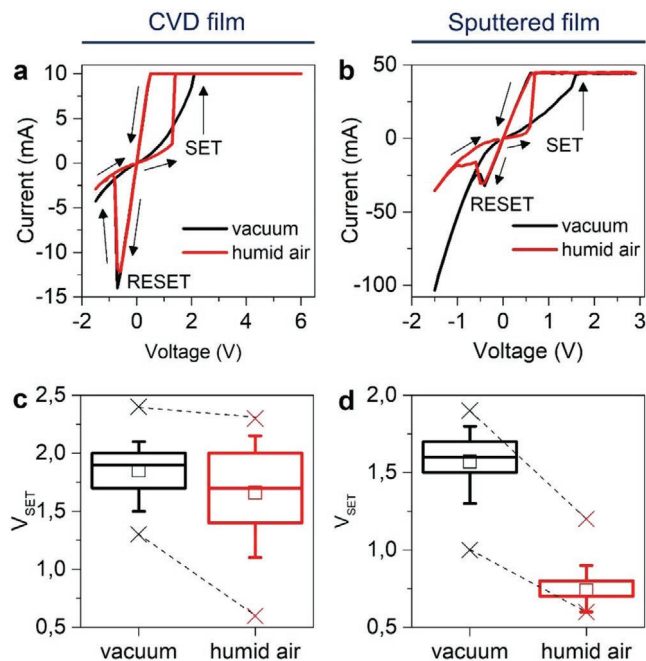 CVD film
Sputtered film
a
10
5
0
-5
-10
-15
Current (mA)
SET
RESET
vacuum
humid air
-2
0
2
4
6
Voltage (V)
b
50
0
-50
-100
Current (mA)
SET
RESET
vacuum
humid air
-2
-1
0
1
2
3
Voltage (V)
c
2,5
2,0
1,5
1,0
0,5
VSET
vacuum
humid air
d
2,0
1,5
1,0
0,5
VSET
vacuum
humid air